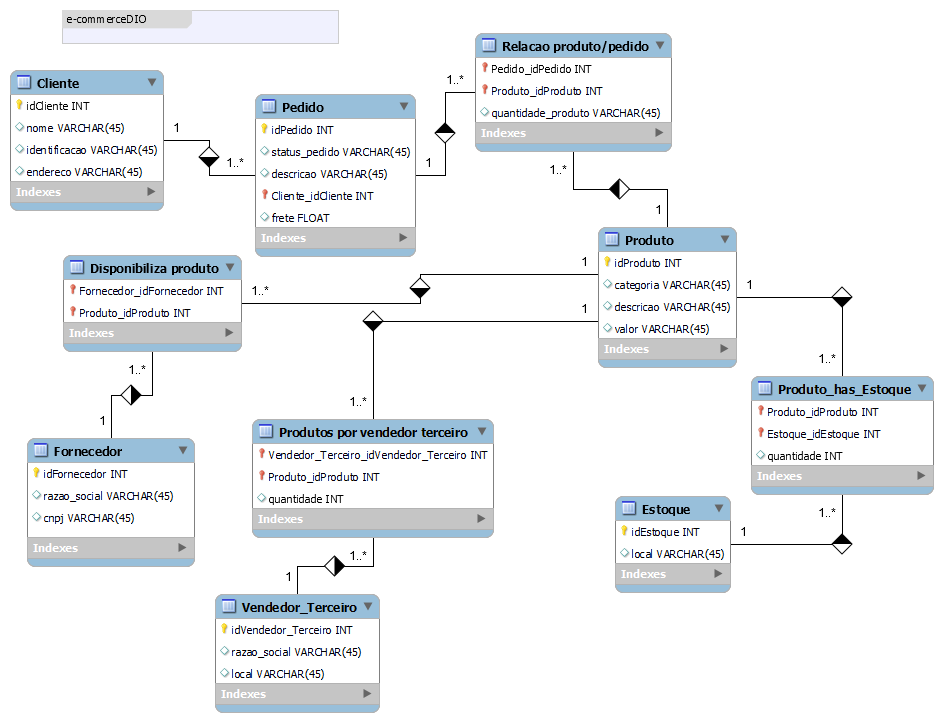 e-commerceDIO
Relacao produto/pedido
Pedido_idPedido INT
Produto_idProduto INT
quantidade_produto VARCHAR(45)
Indexes
Cliente
idCliente INT
nome VARCHAR(45)
identificacao VARCHAR(45)
endereco VARCHAR(45)
Indexes
1
1..*
Pedido
idPedido INT
status_pedido VARCHAR(45)
descricao VARCHAR(45)
Cliente_idCliente INT
frete FLOAT
Indexes
1..*
1
1..*
1
Produto
idProduto INT
categoria VARCHAR(45)
descricao VARCHAR(45)
valor VARCHAR(45)
Indexes
Disponibiliza produto
Fornecedor_idFornecedor INT
Produto_idProduto INT
Indexes
1..*
1
1
1..*
1
1..*
1..*
1
Fornecedor
idFornecedor INT
razao_social VARCHAR(45)
cnpj VARCHAR(45)
Indexes
Produtos por vendedor terceiro
Vendedor_Terceiro_idVendedor_Terceiro INT
Produto_idProduto INT
quantidade INT
Indexes
Produto_has_Estoque
Produto_idProduto INT
Estoque_idEstoque INT
quantidade INT
Indexes
1..*
1
Estoque
idEstoque INT
local VARCHAR(45)
Indexes
1..*
1
Vendedor_Terceiro
idVendedor_Terceiro INT
razao_social VARCHAR(45)
local VARCHAR(45)
Indexes